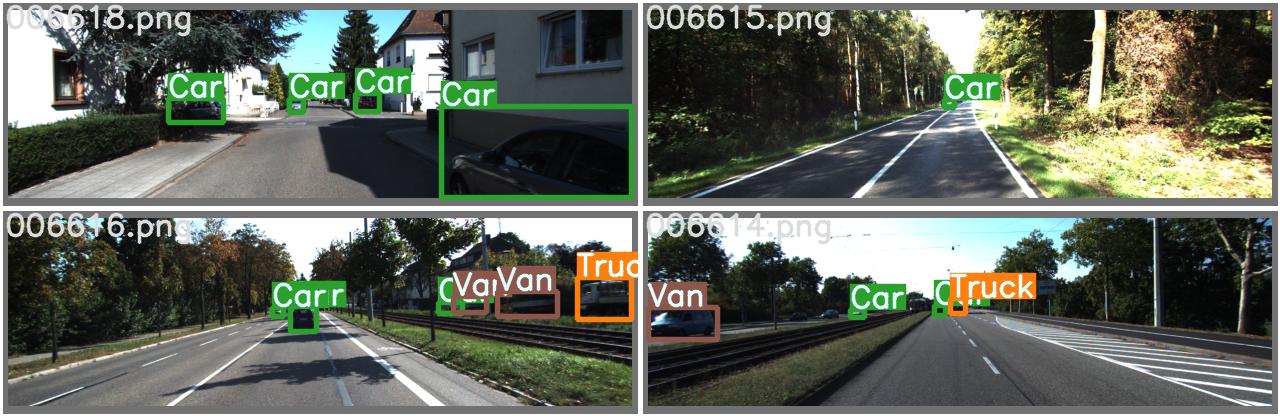 006618.png
Car
Car
Car
Car
006615.png
Car
006616.png
Car
Van
Van
Truc
006614.png
Van
Car
Truck